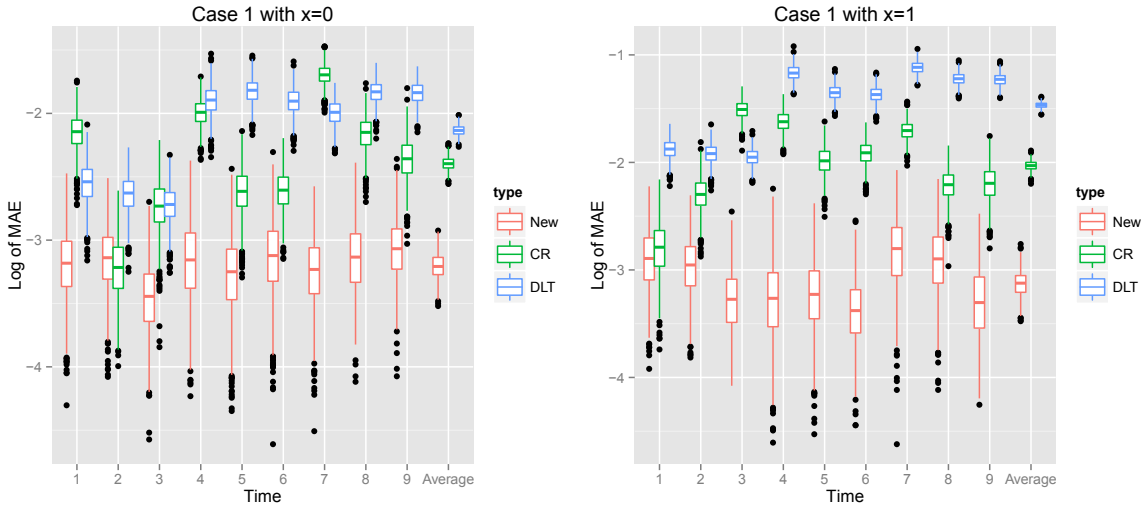 Case 1 with x=0
Log of MAE
−2
−3
−4
1 2 3 4 5 6 7 8 9 Average
Time
type
New
CR
DLT
Case 1 with x=1
Log of MAE
−1
−2
−3
−4
1 2 3 4 5 6 7 8 9 Average
Time
type
New
CR
DLT